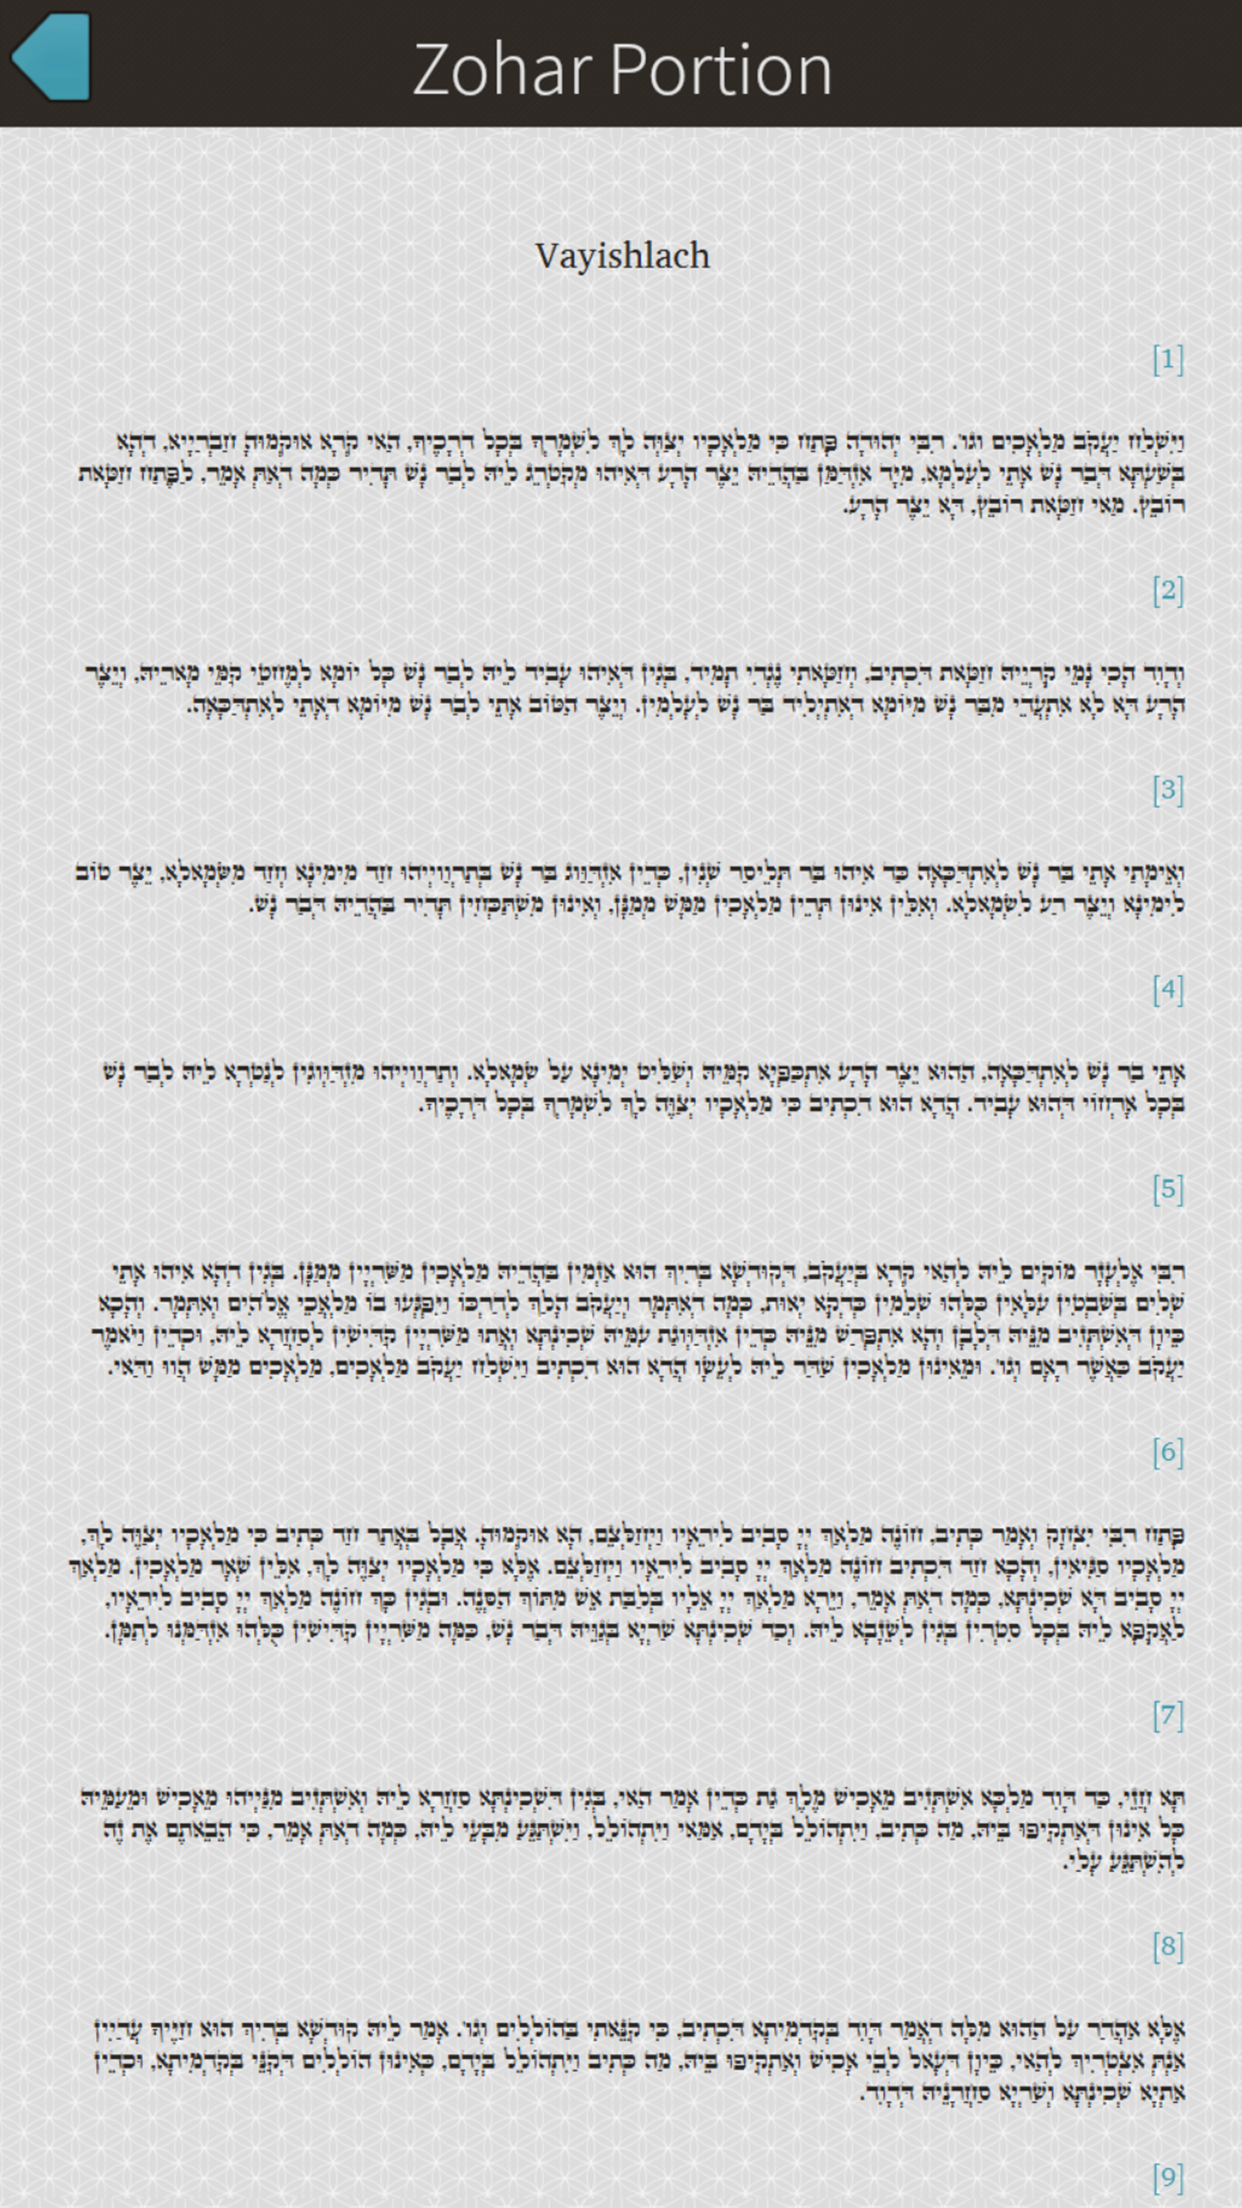 Zohar Portion
Vayishlach
[1]
וַיִּשְׁלַח יַעֲקֹב מַלְאָכִים וגו'. רִבִּי יְהוּדָה פָּתַח כִּי מַלְאָכָיו יְצַוֶּה לָּךְ לִשְׁמָרְךָ בְּכָל דְּרָכֶיךָ, הַאי קְרָא אוּקְמוּהָ חַבְרַיָּיא, דְּהָא
בְּשַׁעְתָּא דְּבַר נָשׁ אָתֵי לְעָלְמָא, מִיָּד אִזְדַּמַּן בַּהֲדֵיהּ יֵצֶר הָרָע דְּאִיהוּ מְקַטְרֵג לֵיהּ לְבַר נָשׁ תָּדִיר כְּמָה דְאַתְּ אָמֵר, לַפֶּתַח חַטָּאת
רוֹבֵץ. מַאי חַטָּאת רוֹבֵץ, דָּא יֵצֶר הָרָע.
[2]
וְדָוִד הָכִי נָמֵי קַרְיֵיהּ חַטָּאת דִּכְתִיב, וְחַטָּאתִי נֶגְדִּי תָמִיד, בְּגִין דְּאִיהוּ עָבִיד לֵיהּ לְבַר נָשׁ כָּל יוֹמָא לְמֶחטֵי קַמֵּי מָארֵיהּ, וְיֵצֶר
הָרָע דָּא לָא אִתְעֲדֵי מִבַּר נָשׁ מִיּוֹמָא דְאִתְיְלִיד בַּר נָשׁ לְעָלְמִין. וְיֵצֶר הַטּוֹב אָתֵי לְבַר נָשׁ מִיּוֹמָא דְאָתֵי לְאִתְדַּכָּאָה.
[3]
וְאֵימָתַי אָתֵי בַּר נָשׁ לְאִתְדַּכָּאָה כַּד אִיהוּ בַּר תְּלֵיסַר שְׁנִין, כְּדֵין אִזְדַּוַּוג בַּר נָשׁ בְּתַרְוַוְיְיהוּ חַד מִימִינָא וְחַד מִשְּׂמָאלָא, יֵצֶר טוֹב
לִימִינָא וְיֵצֶר רַע לִשְׂמָאלָא. וְאִלֵּין אִינּוּן תְּרֵין מַלְאָכִין מַמָּשׁ מְמַנָּן, וְאִינּוּן מִשְׁתַּכְּחִין תָּדִיר בַּהֲדֵיהּ דְּבַר נָשׁ.
[4]
אָתֵי בַּר נָשׁ לְאִתְדַּכָּאָה, הַהוּא יֵצֶר הָרָע אִתְכַּפְיָא קַמֵּיהּ וְשַׁלִּיט יְמִינָא עַל שְׂמָאלָא. וְתַרְוַוְיְיהוּ מִזְדַּוְּוגִין לְנַטְרָא לֵיהּ לְבַר נָשׁ
בְּכָל אָרְחוֹי דְּהוּא עָבִיד. הֲדָא הוּא דִכְתִיב כִּי מַלְאָכָיו יְצַוֶּה לָּךְ לִשְׁמָרְךָ בְּכָל דְּרָכֶיךָ.
[5]
רִבִּי אֶלְעָזָר מוֹקִים לֵיהּ לְהַאי קְרָא בְּיַעֲקֹב, דְּקוּדְשָׁא בְּרִיךְ הוּא אַזְמִין בַּהֲדֵיהּ מַלְאָכִין מַשִׁרְיָין מְמַנָּן. בְּגִין דְּהָא אִיהוּ אָתֵי
שְׁלִים בְּשִׁבְטִין עִלָּאִין כֻּלְּהוּ שְׁלֵמִין כְּדְקָא יְאוּת, כְּמָה דְאִתְּמָר וְיַעֲקֹב הָלַךְ לְדַרְכּוֹ וַיִּפְגְּעוּ בוֹ מַלְאֲכֵי אֱלֹהִים וְאִתְּמָר. וְהָכָא
כֵּיוָן דְּאִשְׁתְּזִיב מִנֵּיהּ דְּלָבָן וְהָא אִתְפָּרַשׁ מִנֵּיהּ כְּדֵין אִזְדַּוְּוגַת עִמֵּיהּ שְׁכִינְתָּא וְאָתוּ מַשִׁרְיָין קַדִּישִׁין לְסַחֲרָא לֵיהּ, וּכְדֵין וַיֹּאמֶר
יַעֲקֹב כַּאֲשֶׁר רָאָם וְגוֹ'. וּמֵאִינוּן מַלְאָכִין שַׁדַּר לֵיהּ לְעֵשָׂו הֲדָא הוּא דִכְתִיב וַיִּשְׁלַח יַעֲקֹב מַלְאָכִים, מַלְאָכִים מַמָּשׁ הֲווֹ וַדַּאי.
[6]
פָּתַח רִבִּי יִצְחָק וְאָמַר כְּתִיב, חוֹנֶה מַלְאַךְ יְיָ סָבִיב לִירֵאָיו וַיְחַלְּצֵם, הָא אוּקְמוּהָ, אֲבָל בַּאֲתַר חַד כְּתִיב כִּי מַלְאָכָיו יְצַוֶּה לָּךְ,
מַלְאָכָיו סַגִּיאִין, וְהָכָא חַד דִּכְתִיב חוֹנֶה מַלְאַךְ יְיָ סָבִיב לִירֵאָיו וַיְחַלְּצֵם. אֶלָּא כִּי מַלְאָכָיו יְצַוֶּה לָּךְ, אִלֵּין שְׁאַר מַלְאָכִין. מַלְאַךְ
יְיָ סָבִיב דָּא שְׁכִינְתָּא, כְּמָה דְאַתְּ אָמֵר, וַיֵּרָא מַלְאַךְ יְיָ אֵלָיו בְּלַבַּת אֵשׁ מִתּוֹךְ הַסְּנֶה. וּבְגִין כָּךְ חוֹנֶה מַלְאַךְ יְיָ סָבִיב לִירֵאָיו,
לְאַקָּפָא לֵיהּ בְּכָל סִטְרִין בְּגִין לְשֵׁזָבָא לֵיהּ. וְכַד שְׁכִינְתָּא שַׁרְיָא בְּגַוֵּיהּ דְּבַר נָשׁ, כַּמָּה מַשִׁרְיָין קַדִּישִׁין כֻּלְּהוּ אִזְדַּמְּנוּ לְתַמָּן.
[7]
תָּא חֲזֵי, כַּד דָּוִד מַלְכָּא אִשְׁתְּזִיב מֵאָכִישׁ מֶלֶךְ גַּת כְּדֵין אָמַר הַאי, בְּגִין דִּשְׁכִינְתָּא סַחֲרָא לֵיהּ וְאִשְׁתְּזִיב מִנַּיְיהוּ מֵאָכִישׁ וּמֵעַמֵּיהּ
כָּל אִינוּן דְּאַתְקִיפוּ בֵּיהּ, מַה כְּתִיב, וַיִּתְהוֹלֵל בְּיָדָם, אַמַּאי וַיִּתְהוֹלֵל, וַיִּשְׁתַּגֵּעַ מִבָּעֵי לֵיהּ, כְּמָה דְאַתְּ אָמֵר, כִּי הֲבֵאתֶם אֶת זֶה
לְהִשְׁתַּגֵּעַ עָלָי.
[8]
אֶלָּא אַהֲדַר עַל הַהוּא מִלָּה דְאֲמַר דָּוִד בְּקַדְמִיתָא דִּכְתִיב, כִּי קִנֵּאתִי בַּהוֹלְלִים וְגוֹ'. אָמַר לֵיהּ קוּדְשָׁא בְּרִיךְ הוּא חַיֶּיךָ עֲדַיִין
אַנְתְּ אִצְטְרִיךְ לְהַאי, כֵּיוָן דְּעָאל לְבֵי אָכִישׁ וְאַתְקִיפוּ בֵּיהּ, מַה כְּתִיב וַיִּתְהוֹלֵל בְּיָדָם, כְּאִינוּן הוֹלְלִים דְּקַנֵּי בְּקַדְמִיתָא, וּכְדֵין
אַתְיָא שְׁכִינְתָּא וְשַׁרְיָא סַחֲרָנֵיהּ דְּדָוִד.
[9]